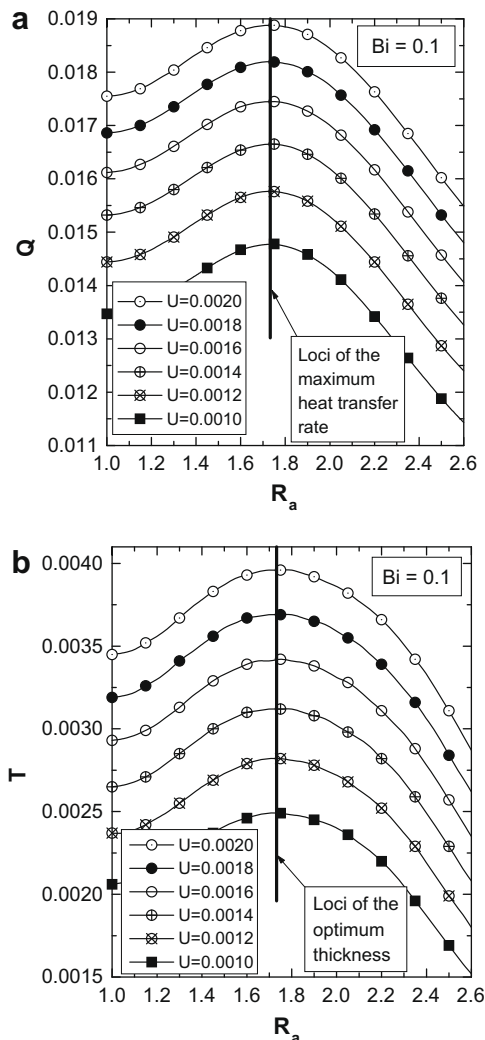 a
Bi = 0.1
0.019
0.018
0.017
0.016
0.015
0.014
0.013
0.012
0.011
Q
U=0.0020
U=0.0018
U=0.0016
U=0.0014
U=0.0012
U=0.0010
Loci of the
maximum
heat transfer
rate
1.0 1.2 1.4 1.6 1.8 2.0 2.2 2.4 2.6
Ra
b
Bi = 0.1
0.0040
0.0035
0.0030
0.0025
0.0020
0.0015
T
U=0.0020
U=0.0018
U=0.0016
U=0.0014
U=0.0012
U=0.0010
Loci of the
optimum
thickness
1.0 1.2 1.4 1.6 1.8 2.0 2.2 2.4 2.6
Ra